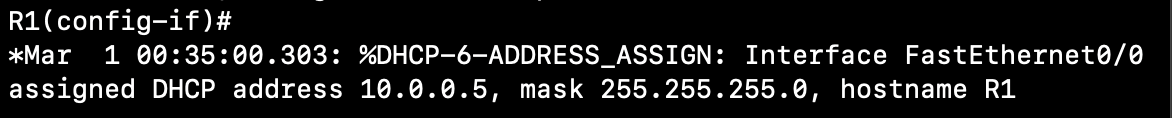 R1(config-if)#
*Mar  1 00:35:00.303: %DHCP-6-ADDRESS_ASSIGN: Interface FastEthernet0/0
assigned DHCP address 10.0.0.5, mask 255.255.255.0, hostname R1